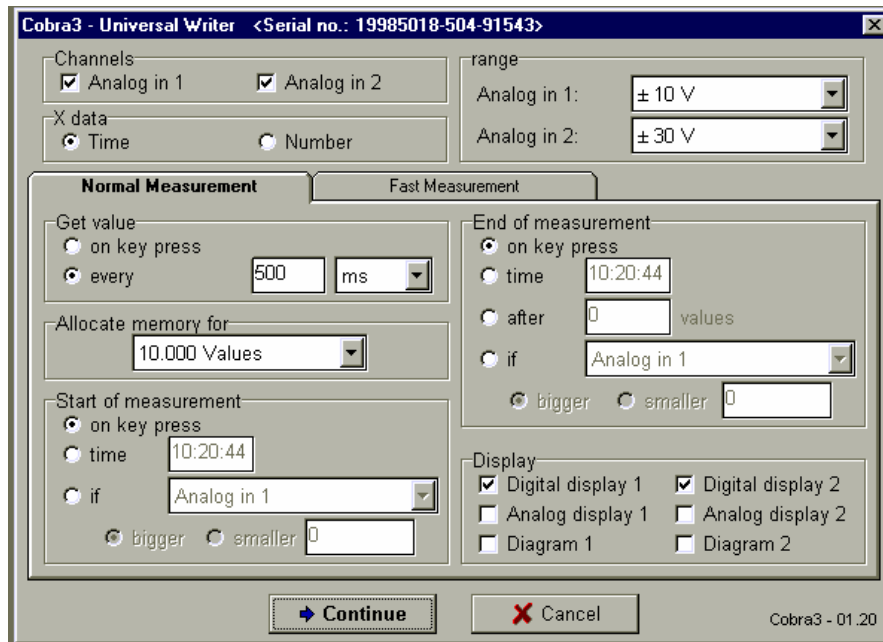 Cobra3 - Universal Writer <Serial no.: 19985018-504-91543>
Channels
Analog in 1
Analog in 2
X data
Time
Number
range
Analog in 1:
± 10 V
Analog in 2:
± 30 V
Normal Measurement
Fast Measurement
Get value
on key press
every
500
ms
Allocate memory for
10.000 Values
Start of measurement
on key press
time
10:20:44
if
Analog in 1
bigger
smaller
0
End of measurement
on key press
time
10:20:44
after
0
values
if
Analog in 1
bigger
smaller
0
Display
Digital display 1
Digital display 2
Analog display 1
Analog display 2
Diagram 1
Diagram 2
Continue
Cancel
Cobra3 - 01.20